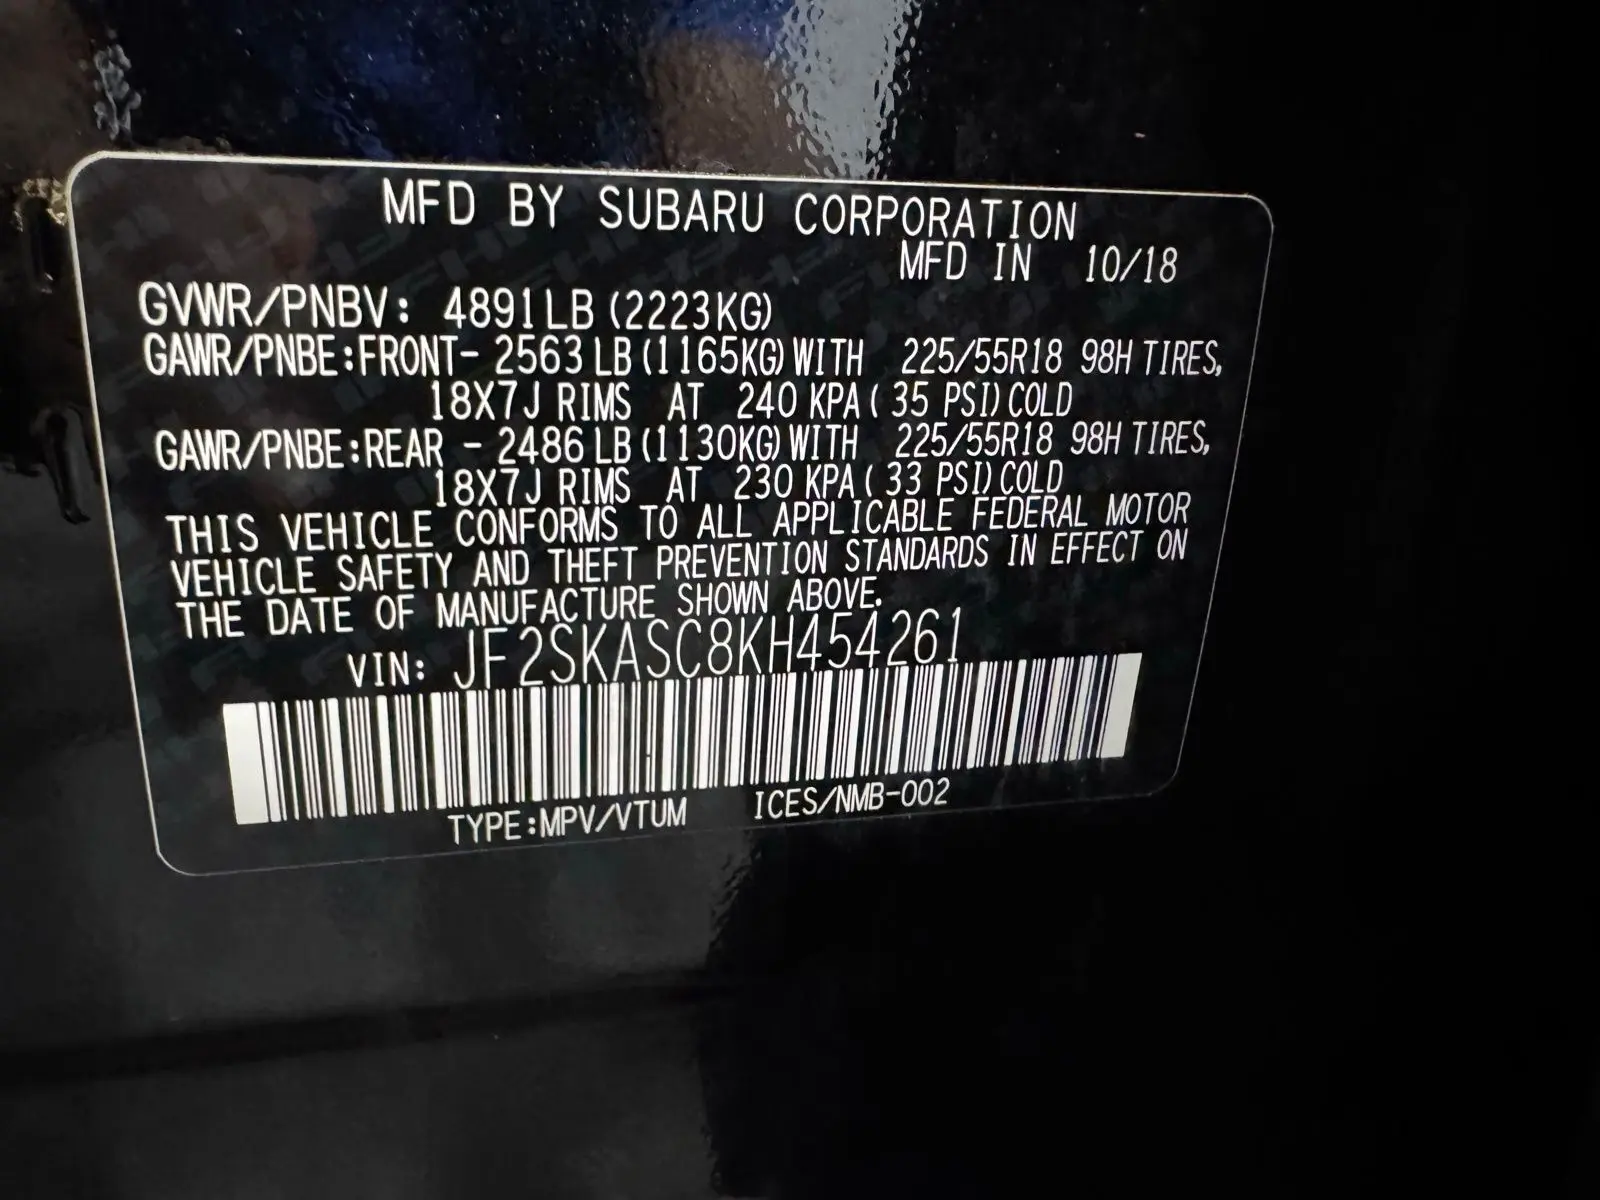 MFD BY SUBARU CORPORATION
MFD IN 10/18
GVWR/PNBV: 4891LB (2223KG)
GAWR/PNBE:FRONT- 2563 LB (1165KG) WITH 225/55R18 98H TIRES,
18X7J RIMS AT 240 KPA ( 35 PSI) COLD
GAWR/PNBE:REAR - 2486 LB (1130KG) WITH 225/55R18 98H TIRES,
18X7J RIMS AT 230 KPA ( 33 PSI) COLD
THIS VEHICLE CONFORMS TO ALL APPLICABLE FEDERAL MOTOR
VEHICLE SAFETY AND THEFT PREVENTION STANDARDS IN EFFECT ON
THE DATE OF MANUFACTURE SHOWN ABOVE.
VIN: JF2SKASC8KH454261
TYPE:MPV/VTUM ICES/NMB-002